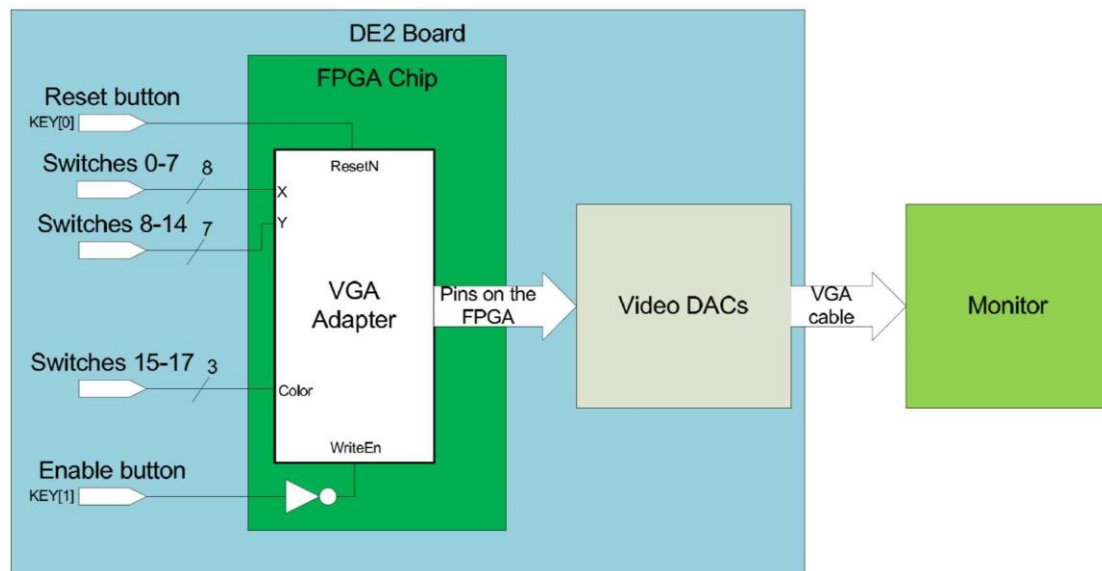 DE2 Board
FPGA Chip
Reset button
KEY[0]
ResetN
Switches 0-7
8
X
Switches 8-14
7
Y
VGA
Adapter
Pins on the
FPGA
Video DACs
VGA
cable
Monitor
Switches 15-17
3
Color
WriteEn
Enable button
KEY[1]